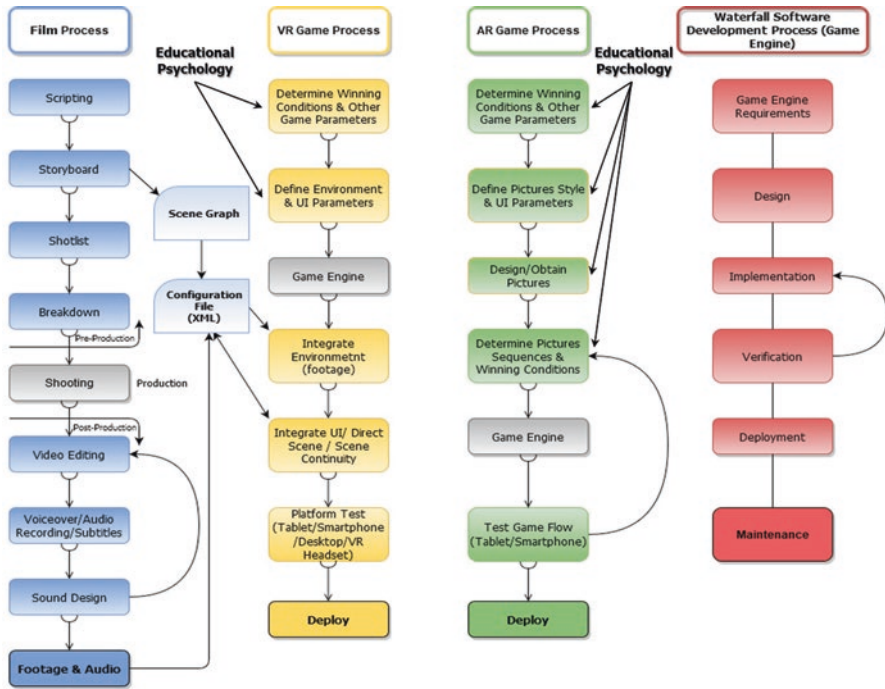 Film Process
VR Game Process
AR Game Process
Waterfall Software
Development Process (Game
Engine)
Educational
Psychology
Educational
Psychology
Scripting
Storyboard
Shotlist
Breakdown
Pre-Production
Shooting
Production
Post-Production
Video Editing
Voiceover/Audio
Recording/Subtitles
Sound Design
Footage & Audio
Scene Graph
Configuration
File
(XML)
Determine Winning
Conditions & Other
Game Parameters
Define Environment
& UI Parameters
Game Engine
Integrate
Environmetnt
(footage)
Integrate UI/ Direct
Scene / Scene
Continuity
Platform Test
(Tablet/Smartphone
/Desktop/VR
Headset)
Deploy
Determine Winning
Conditions & Other
Game Parameters
Define Pictures Style
& UI Parameters
Design/Obtain
Pictures
Determine Pictures
Sequences &
Winning Conditions
Game Engine
Test Game Flow
(Tablet/Smartphone)
Deploy
Game Engine
Requirements
Design
Implementation
Verification
Deployment
Maintenance